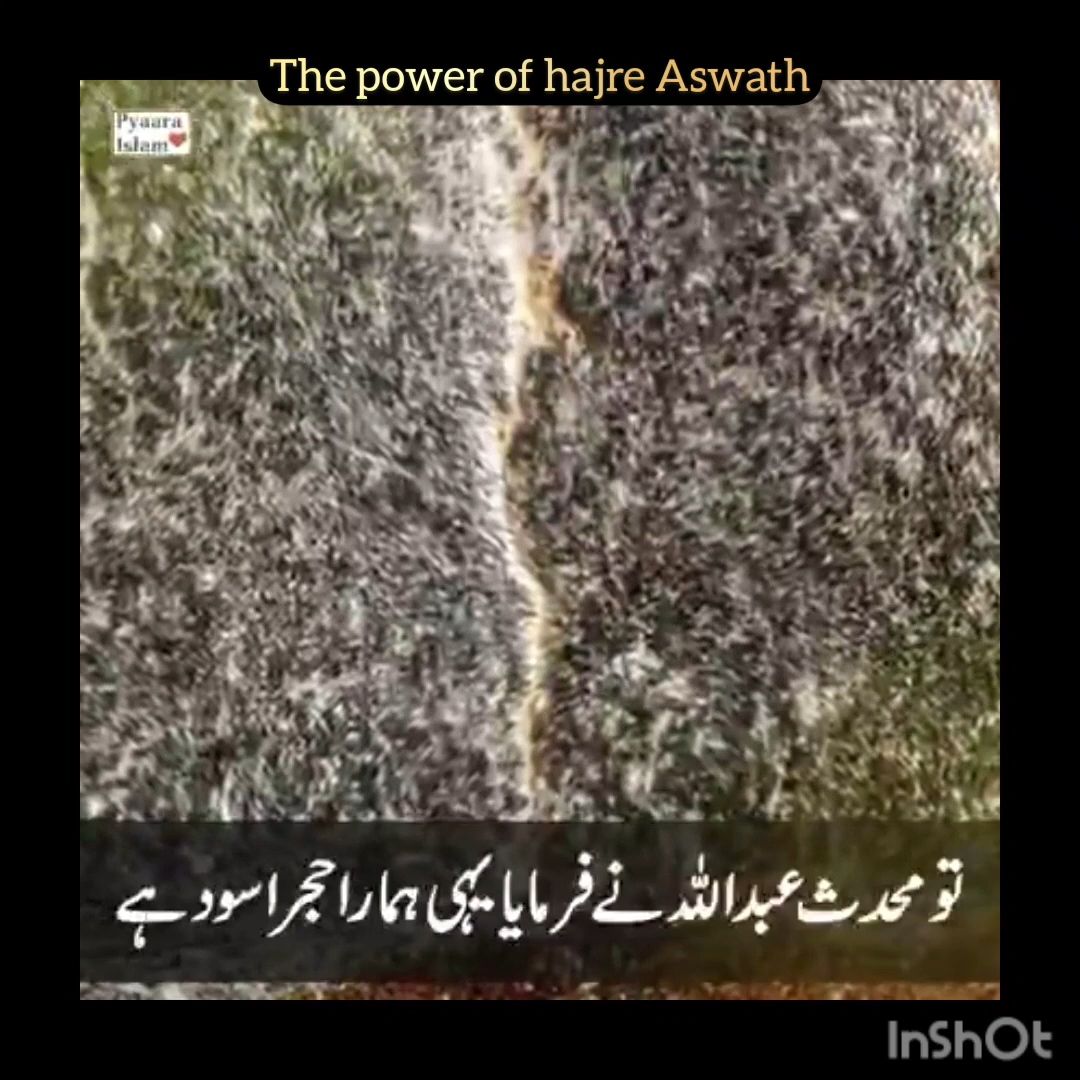 The power of hajre Aswath
Pyaara
Islam
تو محدث عبداللہ نے فرمایا یہی ہمارا حجر اسود ہے
InShOt